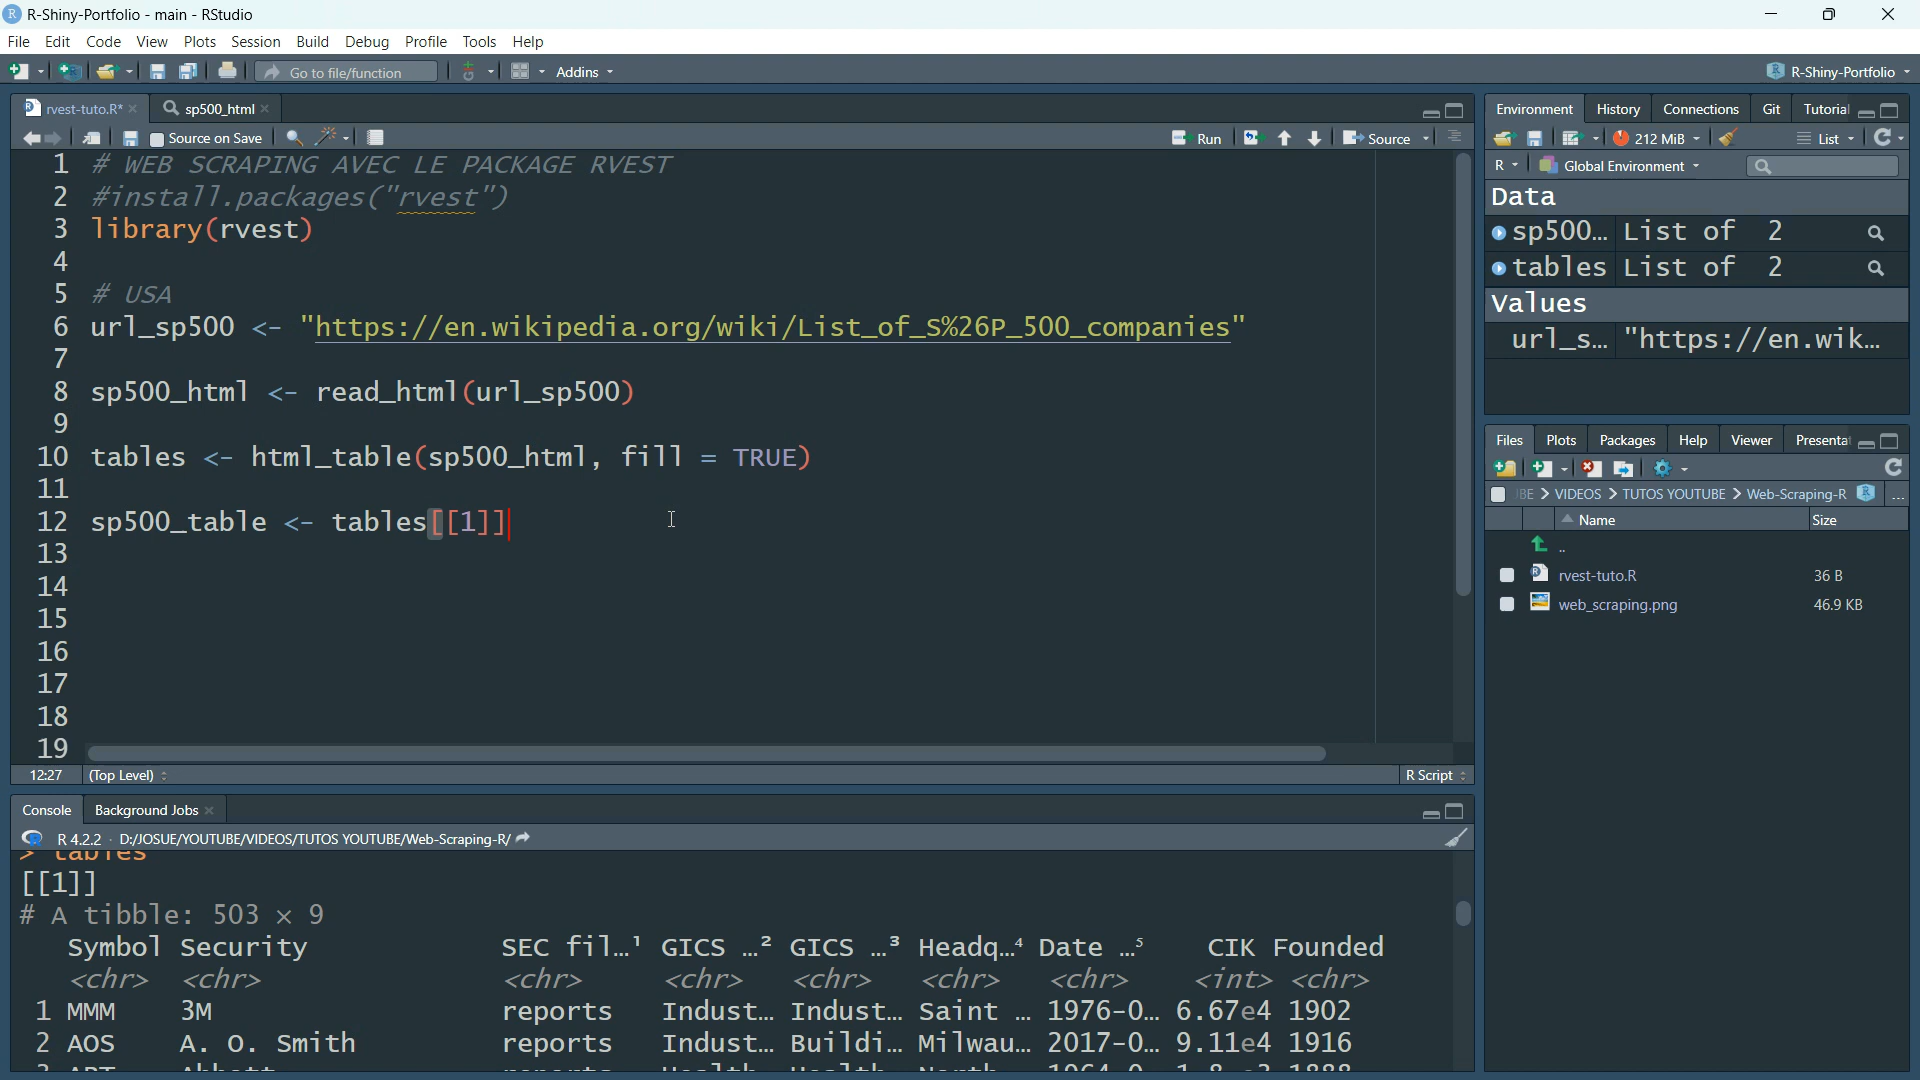 R-Shiny-Portfolio - main - RStudio
File Edit Code View Plots Session Build Debug Profile Tools Help
Go to file/function Addins R-Shiny-Portfolio
rvest-tuto.R* sp500_html
Source on Save Run Source
1 # WEB SCRAPING AVEC LE PACKAGE RVEST
2 #install.packages("rvest")
3 library(rvest)
4
5 # USA
6 url_sp500 <- "https://en.wikipedia.org/wiki/List_of_S%26P_500_companies"
7
8 sp500_html <- read_html(url_sp500)
9
10 tables <- html_table(sp500_html, fill = TRUE)
11
12 sp500_table <- tables[[1]]
13
14
15
16
17
18
19
12:27 (Top Level) R Script
Console Background Jobs
R 4.2.2 · D:/JOSUE/YOUTUBE/VIDEOS/TUTOS YOUTUBE/Web-Scraping-R/
> tables
[[1]]
# A tibble: 503 × 9
Symbol Security SEC fil…¹ GICS …² GICS …³ Headq…⁴ Date …⁵ CIK Founded
<chr> <chr> <chr> <chr> <chr> <chr> <chr> <int> <chr>
1 MMM 3M reports Indust… Indust… Saint … 1976-0… 6.67e4 1902
2 AOS A. O. Smith reports Indust… Buildi… Milwau… 2017-0… 9.11e4 1916
Environment History Connections Git Tutorial
212 MiB List
R Global Environment
Data
sp500… List of 2
tables List of 2
Values
url_s… "https://en.wik…
Files Plots Packages Help Viewer Presenta
BE > VIDEOS > TUTOS YOUTUBE > Web-Scraping-R ...
Name Size
..
rvest-tuto.R 36 B
web_scraping.png 46.9 KB